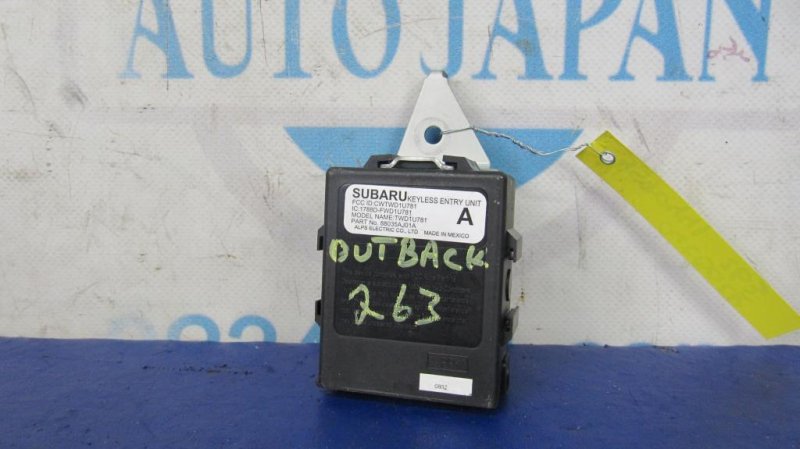 AUTO JAPAN
SUBARU KEYLESS ENTRY UNIT
FCC ID:CWTWD1U781
IC:1788D-FWD1U781
MODEL NAME:TWD1U781
PART No. 88035AJ01A
ALPS ELECTRIC CO., LTD MADE IN MEXICO
A
OUTBACK
263